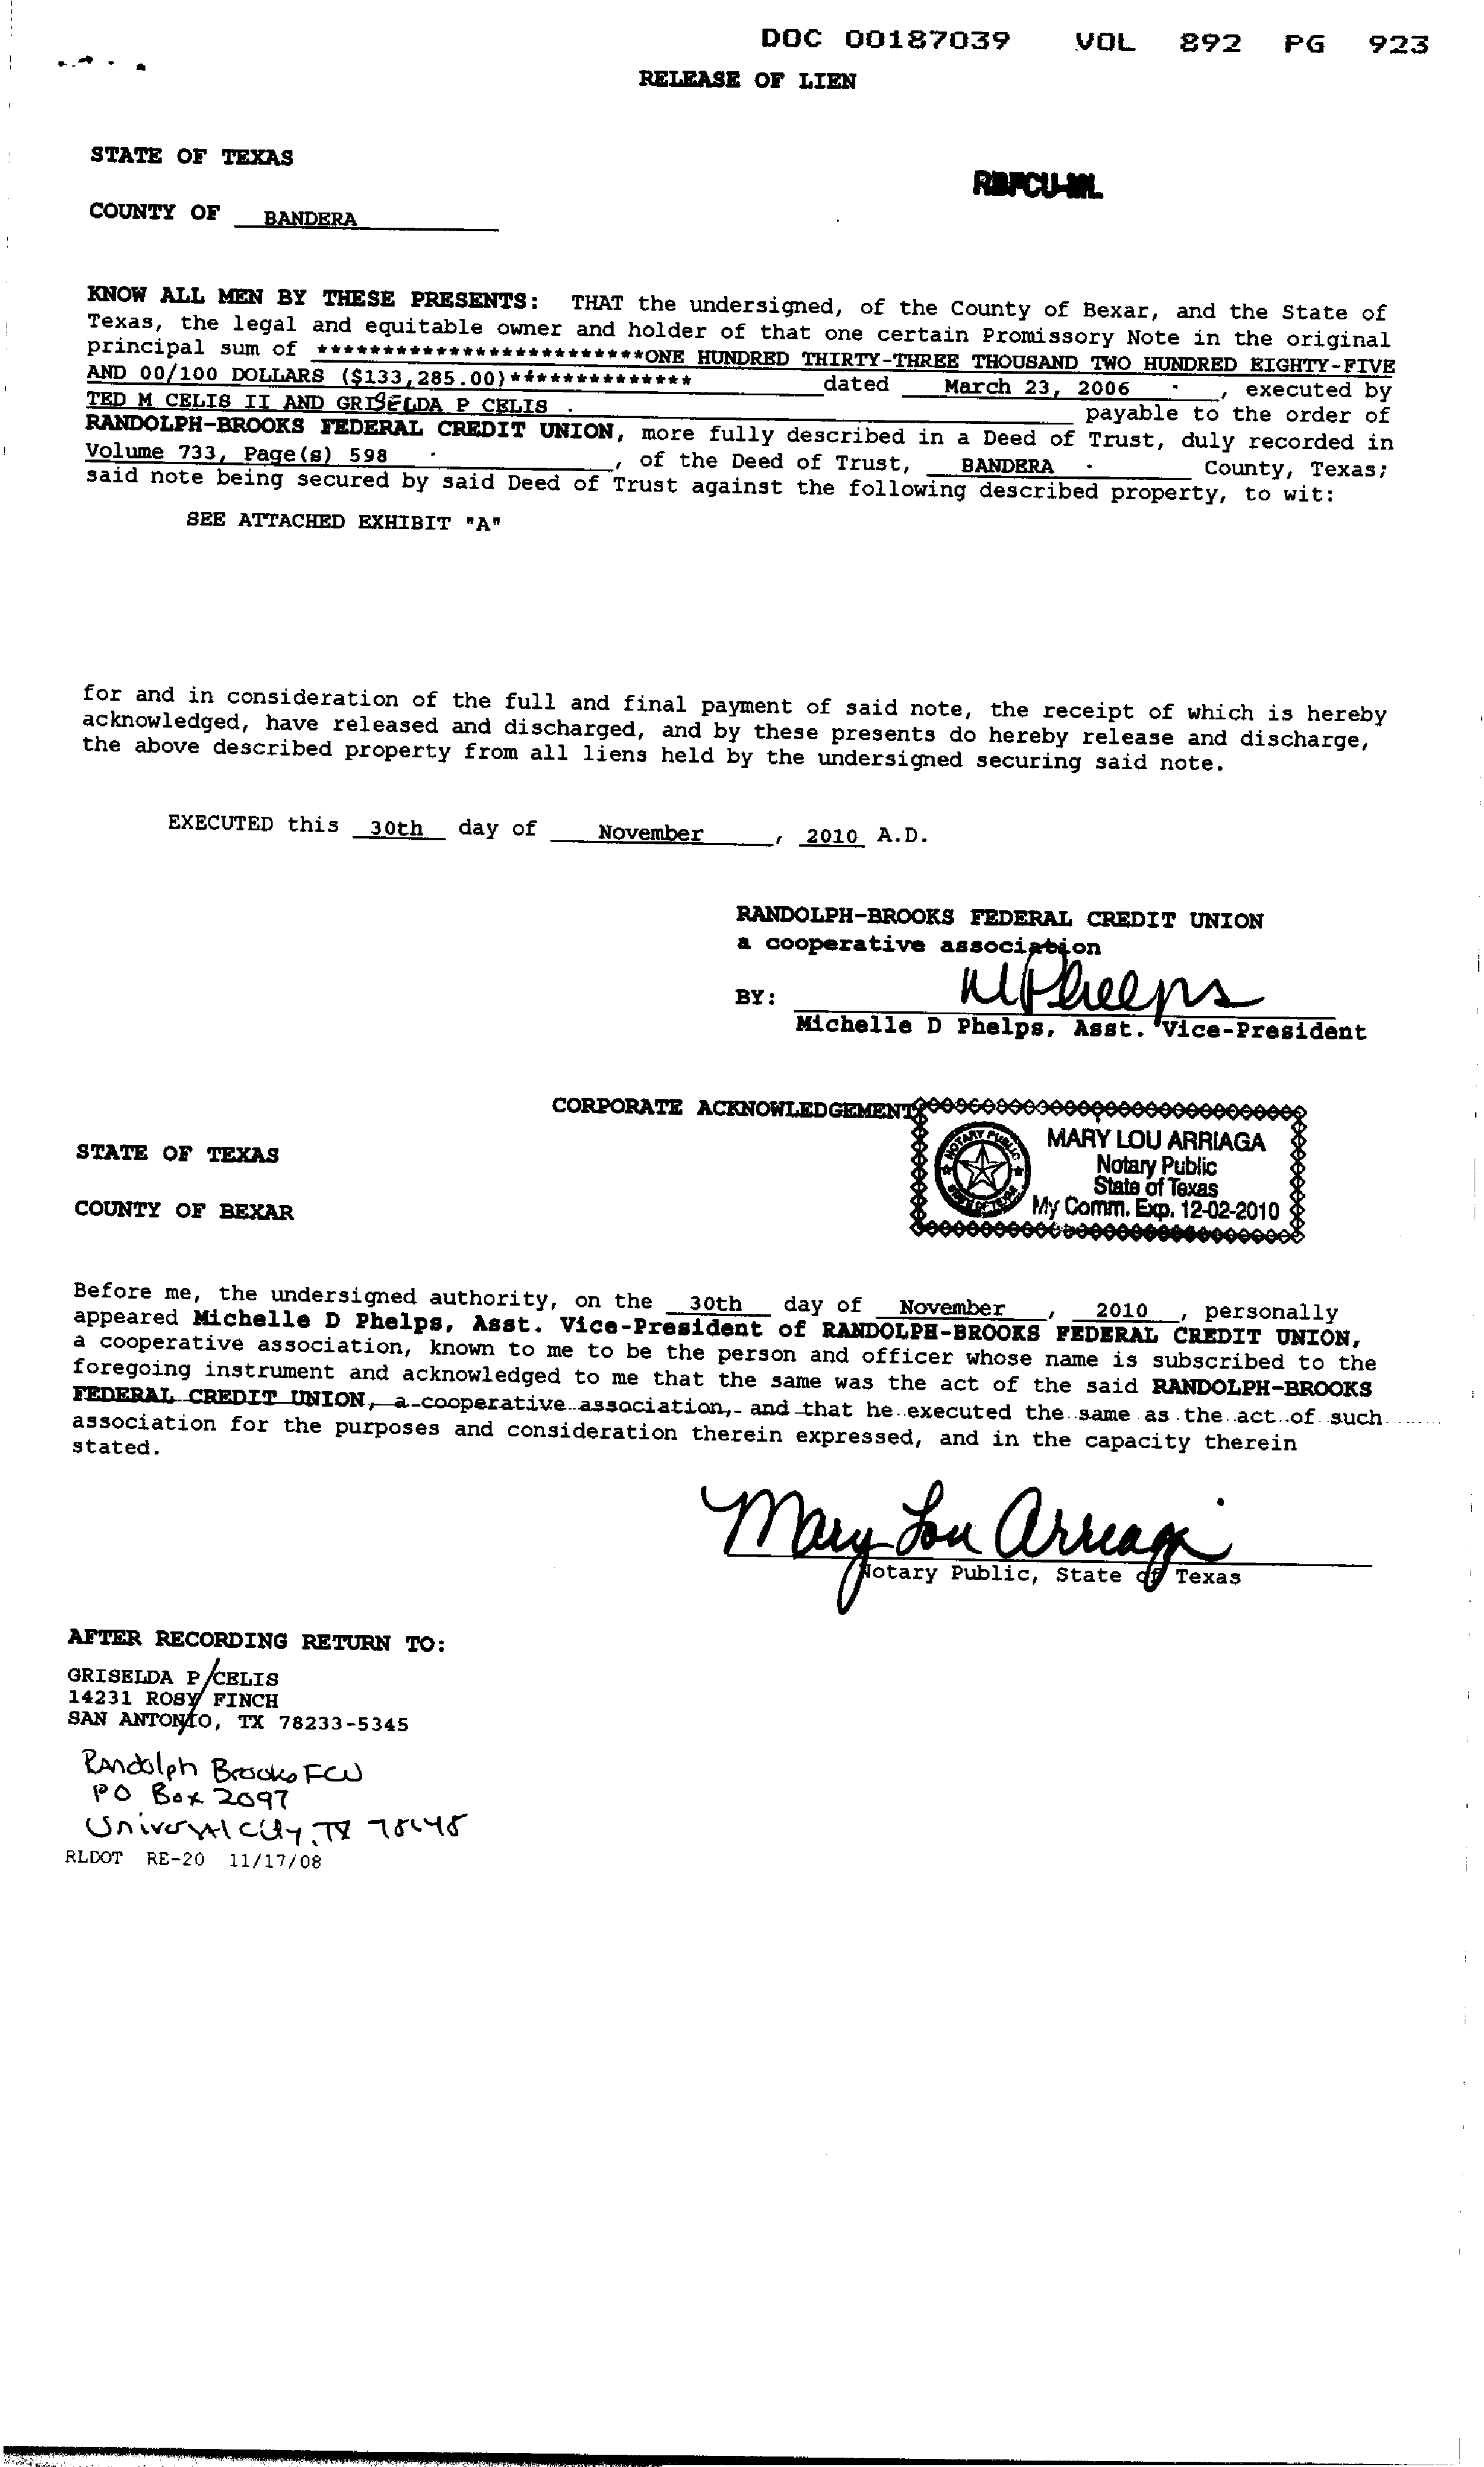 DOC 00187039 VOL 892 PG 923
RELEASE OF LIEN
STATE OF TEXAS
RBFCU-ML
COUNTY OF BANDERA
KNOW ALL MEN BY THESE PRESENTS: THAT the undersigned, of the County of Bexar, and the State of
Texas, the legal and equitable owner and holder of that one certain Promissory Note in the original
principal sum of *************************ONE HUNDRED THIRTY-THREE THOUSAND TWO HUNDRED EIGHTY-FIVE
AND 00/100 DOLLARS ($133,285.00)************** dated March 23, 2006 , executed by
TED M CELIS II AND GRISELDA P CELIS . payable to the order of
RANDOLPH-BROOKS FEDERAL CREDIT UNION, more fully described in a Deed of Trust, duly recorded in
Volume 733, Page(s) 598 , of the Deed of Trust, BANDERA County, Texas;
said note being secured by said Deed of Trust against the following described property, to wit:
SEE ATTACHED EXHIBIT "A"
for and in consideration of the full and final payment of said note, the receipt of which is hereby
acknowledged, have released and discharged, and by these presents do hereby release and discharge,
the above described property from all liens held by the undersigned securing said note.
EXECUTED this 30th day of November , 2010 A.D.
RANDOLPH-BROOKS FEDERAL CREDIT UNION
a cooperative association
BY: MPhelps
Michelle D Phelps, Asst. Vice-President
CORPORATE ACKNOWLEDGEMENT
NOTARY PUBLIC
STATE OF TEXAS
MARY LOU ARRIAGA
Notary Public
State of Texas
My Comm. Exp. 12-02-2010
STATE OF TEXAS
COUNTY OF BEXAR
Before me, the undersigned authority, on the 30th day of November , 2010 , personally
appeared Michelle D Phelps, Asst. Vice-President of RANDOLPH-BROOKS FEDERAL CREDIT UNION,
a cooperative association, known to me to be the person and officer whose name is subscribed to the
foregoing instrument and acknowledged to me that the same was the act of the said RANDOLPH-BROOKS
FEDERAL CREDIT UNION, a cooperative association, and that he executed the same as the act of such
association for the purposes and consideration therein expressed, and in the capacity therein
stated.
Mary Lou Arriaga
Notary Public, State of Texas
AFTER RECORDING RETURN TO:
GRISELDA P CELIS
14231 ROSY FINCH
SAN ANTONIO, TX 78233-5345
Randolph Brooks FCU
PO Box 2097
Universal City, TX 78148
RLDOT RE-20 11/17/08